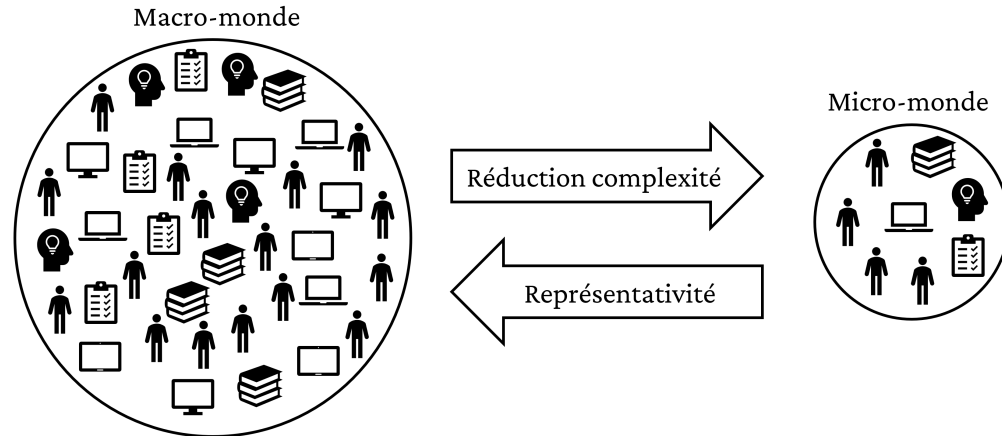 Macro-monde
Micro-monde
Réduction complexité
Représentativité